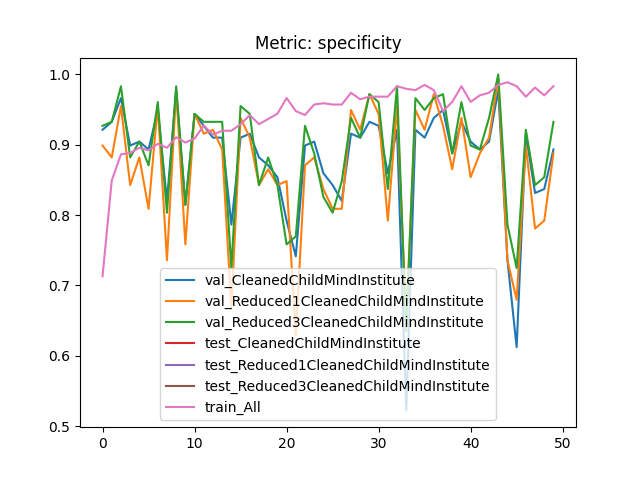 Metric: specificity
1.0
0.9
0.8
0.7
0.6
0.5
val_CleanedChildMindInstitute
val_Reduced1CleanedChildMindInstitute
val_Reduced3CleanedChildMindInstitute
test_CleanedChildMindInstitute
test_Reduced1CleanedChildMindInstitute
test_Reduced3CleanedChildMindInstitute
train_All
0 10 20 30 40 50